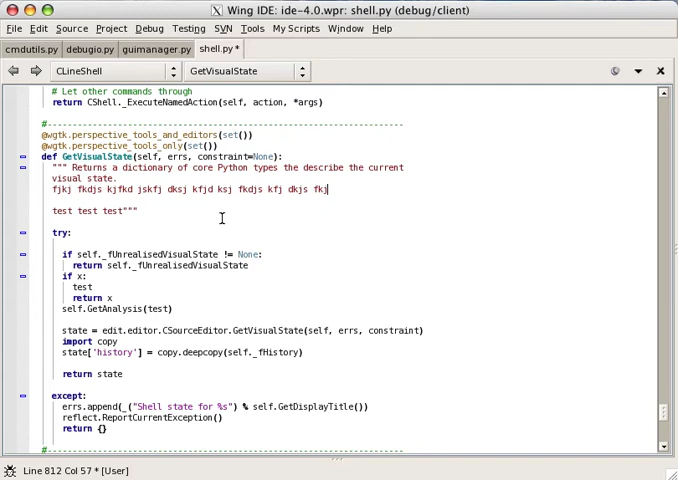 Wing IDE: ide-4.0.wpr: shell.py (debug/client)
File Edit Source Project Debug Testing SVN Tools My Scripts Window Help
cmdutils.py debugio.py guimanager.py shell.py *
CLineShell GetVisualState
# Let other commands through
return CShell._ExecuteNamedAction(self, action, *args)
#-----------------------------------------------------------------------
@wgtk.perspective_tools_and_editors(set())
@wgtk.perspective_tools_only(set())
def GetVisualState(self, errs, constraint=None):
""" Returns a dictionary of core Python types the describe the current
visual state.
fjkj fkdjs kjfkd jskfj dksj kfjd ksj fkdjs kfj dkjs fkj
test test test"""
try:
if self._fUnrealisedVisualState != None:
return self._fUnrealisedVisualState
if x:
test
return x
self.GetAnalysis(test)
state = edit.editor.CSourceEditor.GetVisualState(self, errs, constraint)
import copy
state['history'] = copy.deepcopy(self._fHistory)
return state
except:
errs.append(_("Shell state for %s") % self.GetDisplayTitle())
reflect.ReportCurrentException()
return {}
#-----------------------------------------------------------------------
Line 812 Col 57 * [User]